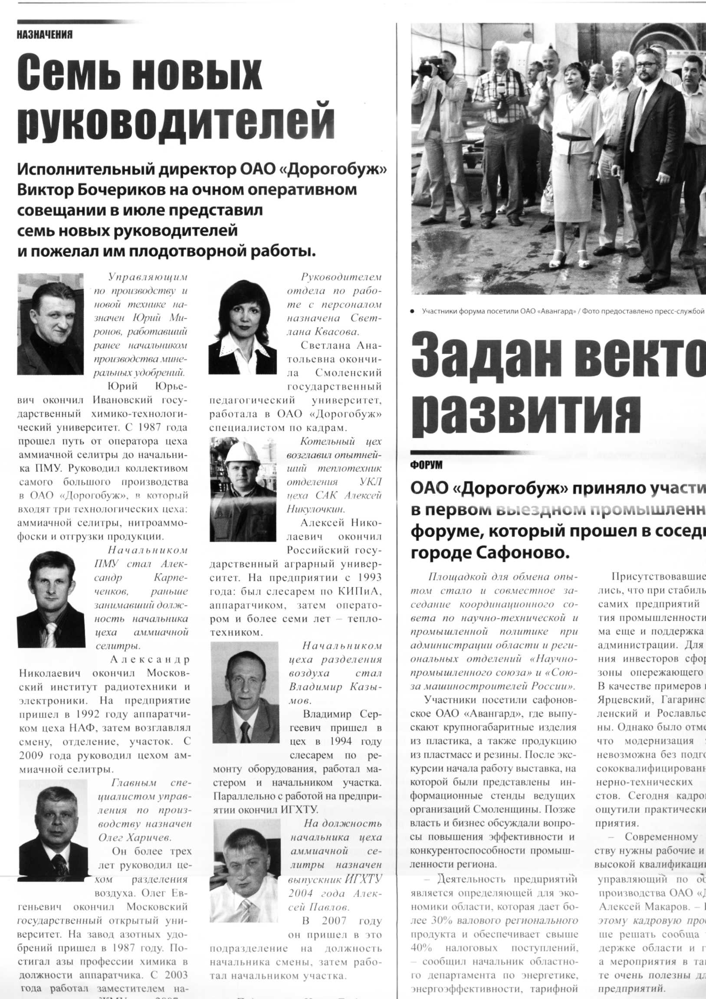 НАЗНАЧЕНИЯ
Семь новых
руководителей
Исполнительный директор ОАО «Дорогобуж»
Виктор Бочериков на очном оперативном
совещании в июле представил
семь новых руководителей
и пожелал им плодотворной работы.
Управляющим
по производству и
новой технике на-
значен Юрий Ми-
ронов, работавший
ранее начальником
производства мине-
ральных удобрений.
Юрий Юрье-
вич окончил Ивановский госу-
дарственный химико-технологи-
ческий университет. С 1987 года
прошел путь от оператора цеха
аммиачной селитры до начальни-
ка ПМУ. Руководил коллективом
самого большого производства
в ОАО «Дорогобуж», в который
входят три технологических цеха:
аммиачной селитры, нитроаммо-
фоски и отгрузки продукции.
Начальником
ПМУ стал Алек-
сандр Карпе-
ченков, раньше
занимавший долж-
ность начальника
цеха аммиачной
селитры.
Александр
Николаевич окончил Москов-
ский институт радиотехники и
электроники. На предприятие
пришел в 1992 году аппаратчи-
ком цеха НАФ, затем возглавлял
смену, отделение, участок. С
2009 года руководил цехом ам-
миачной селитры.
Главным спе-
циалистом управ-
ления по произ-
водству назначен
Олег Харичев.
Он более трех
лет руководил це-
хом разделения
воздуха. Олег Ев-
геньевич окончил Московский
государственный открытый уни-
верситет. На завод азотных удо-
брений пришел в 1987 году. По-
стигал азы профессии химика в
должности аппаратчика. С 2003
года работал заместителем на-
Руководителем
отдела по рабо-
те с персоналом
назначена Свет-
лана Квасова.
Светлана Ана-
тольевна окончи-
ла Смоленский
государственный
педагогический университет,
работала в ОАО «Дорогобуж»
специалистом по кадрам.
Котельный цех
возглавил опытней-
ший теплотехник
отделения УКЛ
цеха САК Алексей
Никулочкин.
Алексей Нико-
лаевич окончил
Российский госу-
дарственный аграрный универ-
ситет. На предприятии с 1993
года: был слесарем по КИПиА,
аппаратчиком, затем операто-
ром и более семи лет – тепло-
техником.
Начальником
цеха разделения
воздуха стал
Владимир Казы-
мов.
Владимир Сер-
геевич пришел в
цех в 1994 году
слесарем по ре-
монту оборудования, работал ма-
стером и начальником участка.
Параллельно с работой на предпри-
ятии окончил ИГХТУ.
На должность
начальника цеха
аммиачной се-
литры назначен
выпускник ИГХТУ
2004 года Алек-
сей Павлов.
В 2007 году
он пришел в это
подразделение на должность
начальника смены, затем рабо-
тал начальником участка.
● Участники форума посетили ОАО «Авангард» / Фото предоставлено пресс-службой
Задан векто
развития
ФОРУМ
ОАО «Дорогобуж» приняло участи
в первом выездном промышленн
форуме, который прошел в сосед
городе Сафоново.
Площадкой для обмена опы-
том стало и совместное за-
седание координационного со-
вета по научно-технической и
промышленной политике при
администрации области и реги-
ональных отделений «Научно-
промышленного союза» и «Сою-
за машиностроителей России».
Участники посетили сафонов-
ское ОАО «Авангард», где выпу-
скают крупногабаритные изделия
из пластика, а также продукцию
из пластмасс и резины. После экс-
курсии начала работу выставка, на
которой были представлены ин-
формационные стенды ведущих
организаций Смоленщины. Позже
власть и бизнес обсуждали вопро-
сы повышения эффективности и
конкурентоспособности промыш-
ленности региона.
– Деятельность предприятий
является определяющей для эко-
номики области, которая дает бо-
лее 30% валового регионального
продукта и обеспечивает свыше
40% налоговых поступлений,
– сообщил начальник областно-
го департамента по энергетике,
энергоэффективности, тарифной
Присутствовавшие
лись, что при стабиль
самих предприятий
тия промышленности
ма еще и поддержка
администрации. Для
ния инвесторов сфор
зоны опережающего
В качестве примеров
Ярцевский, Гагаринс
ленский и Рославльс
ны. Однако было отме
что модернизация
невозможна без подго
сококвалифицирован
нерно-технических
стов. Сегодня кадро
ощутили практически
приятия.
– Современному
ству нужны рабочие и
высокой квалификаци
управляющий по об
производства ОАО «Д
Алексей Макаров. –
этому кадровую про
ше решать сообща
держке области и г
а мероприятия в та
те очень полезны дл
предприятий.